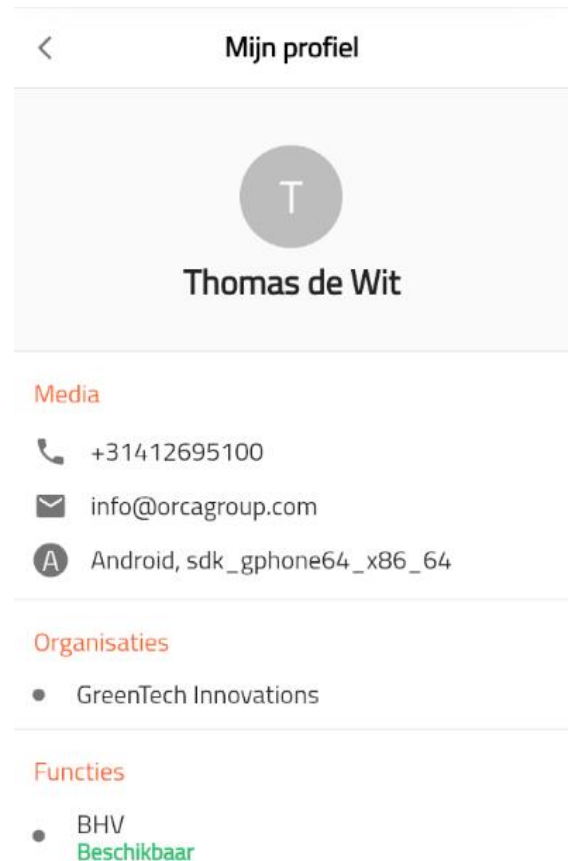 Mijn profiel
T
Thomas de Wit
Media
+31412695100
info@orcagroup.com
A
Android, sdk_gphone64_x86_64
Organisaties
GreenTech Innovations
Functies
BHV
Beschikbaar